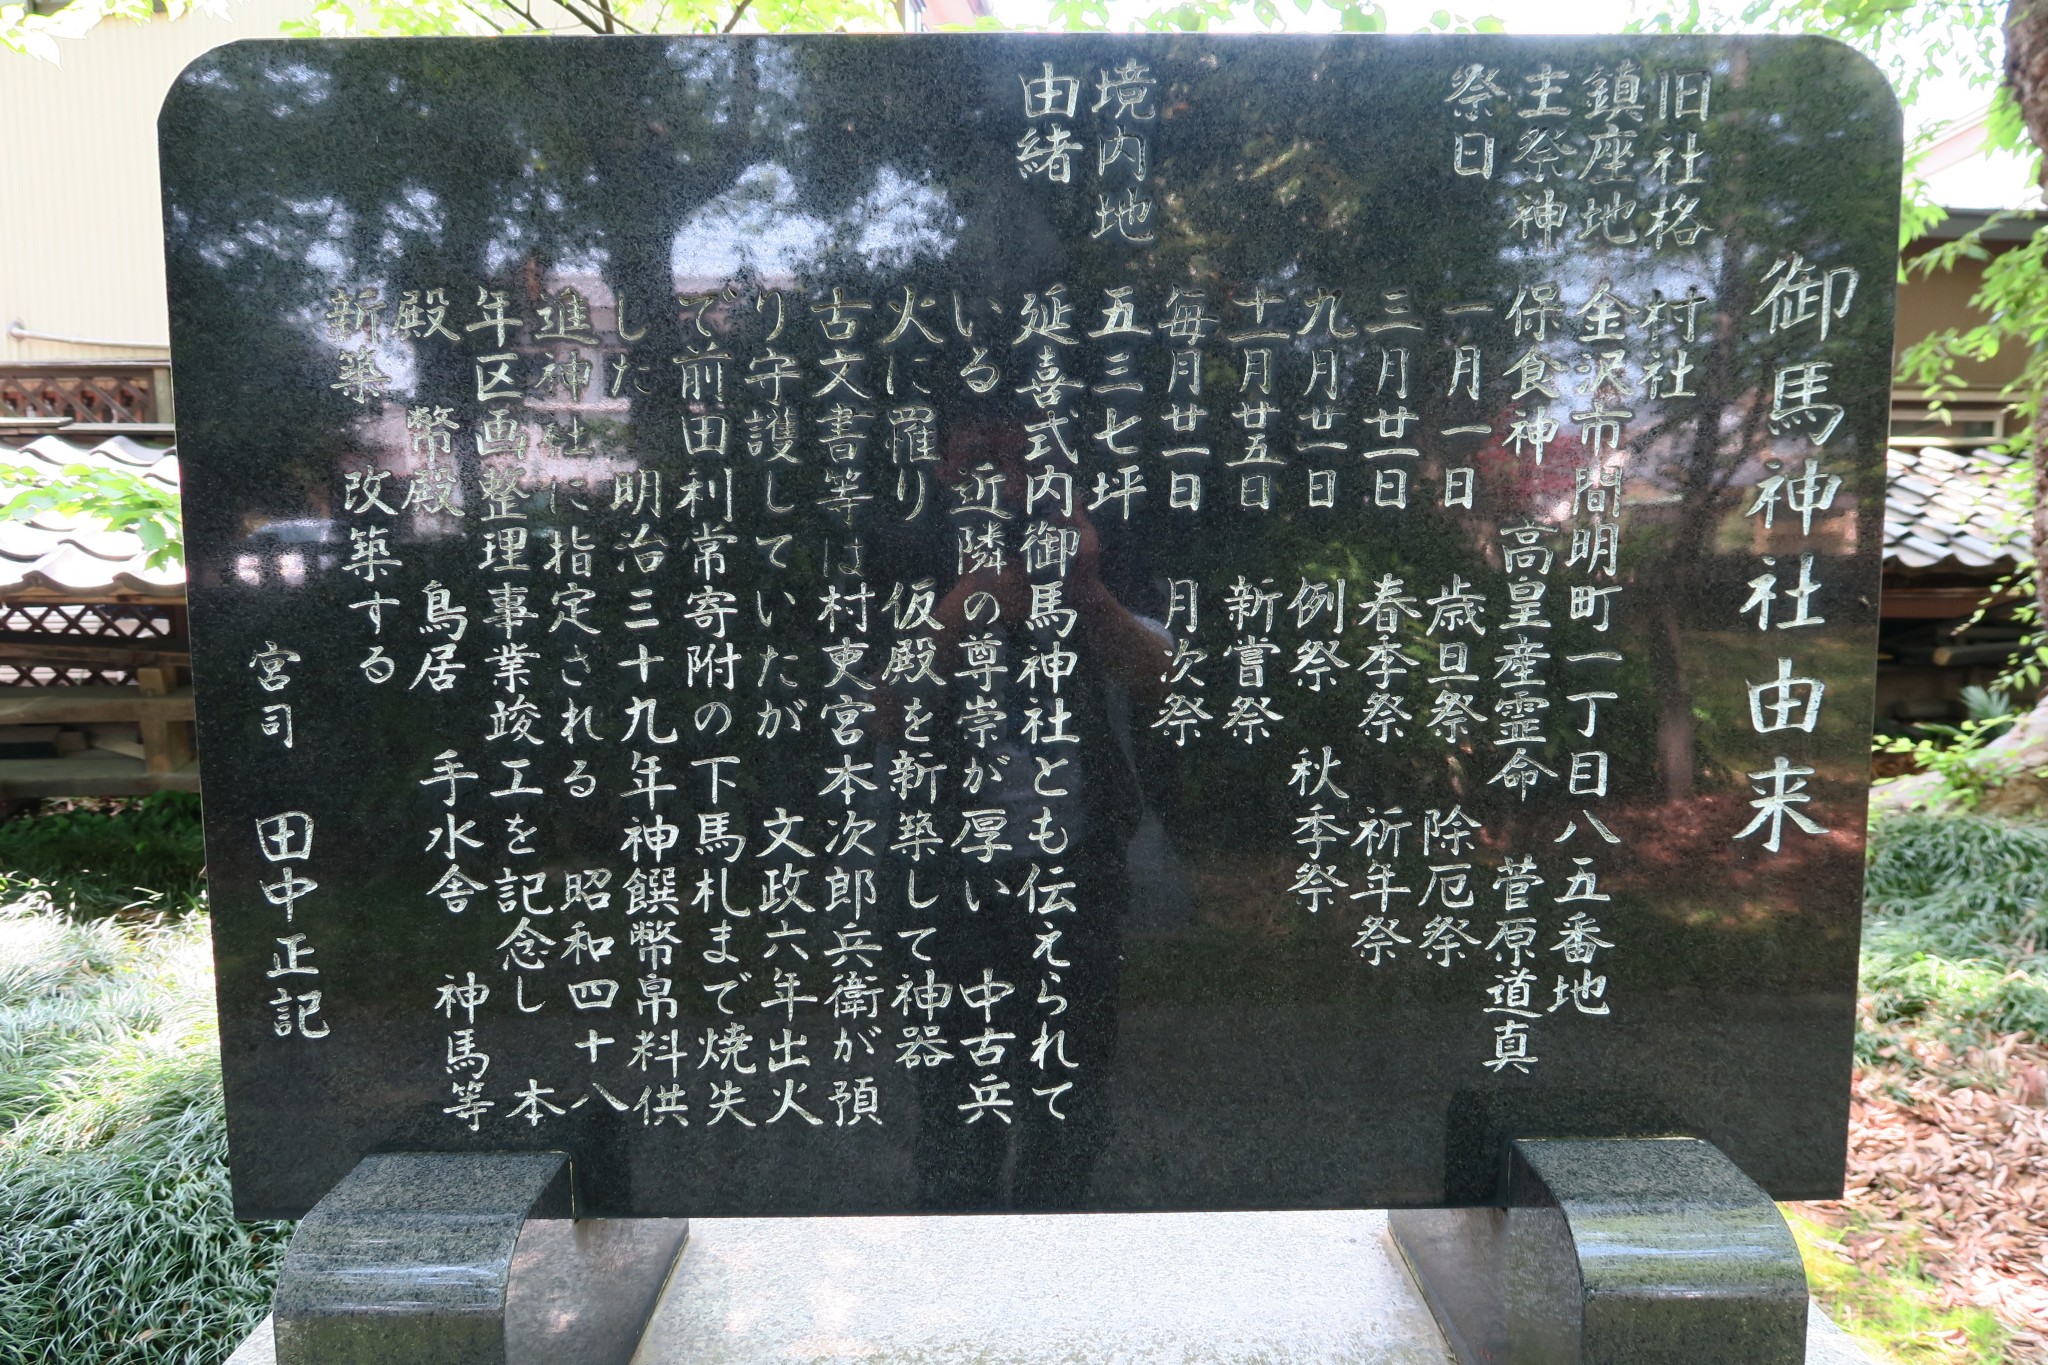 御馬神社由来
旧社格 村社
鎮座地 金沢市間明町一丁目八五番地
主祭神 保食神 高皇産霊命 菅原道真
祭日 一月一日 歳旦祭 除厄祭
三月廿一日 春季祭 祈年祭
九月廿一日 例祭 秋季祭
十一月廿五日 新嘗祭
毎月廿一日 月次祭
境内地 五三七坪
由緒 延喜式内御馬神社とも伝えられて
いる 近隣の尊崇が厚い 中古兵
火に罹り 仮殿を新築して神器
古文書等は村吏宮本次郎兵衛が預
り守護していたが 文政六年出火
で前田利常寄附の下馬札まで焼失
した 明治三十九年神饌幣帛料供
進神社に指定される 昭和四十八
年区画整理事業竣工を記念し 本
殿 幣殿 鳥居 手水舎 神馬等
新築 改築する
宮司 田中正記